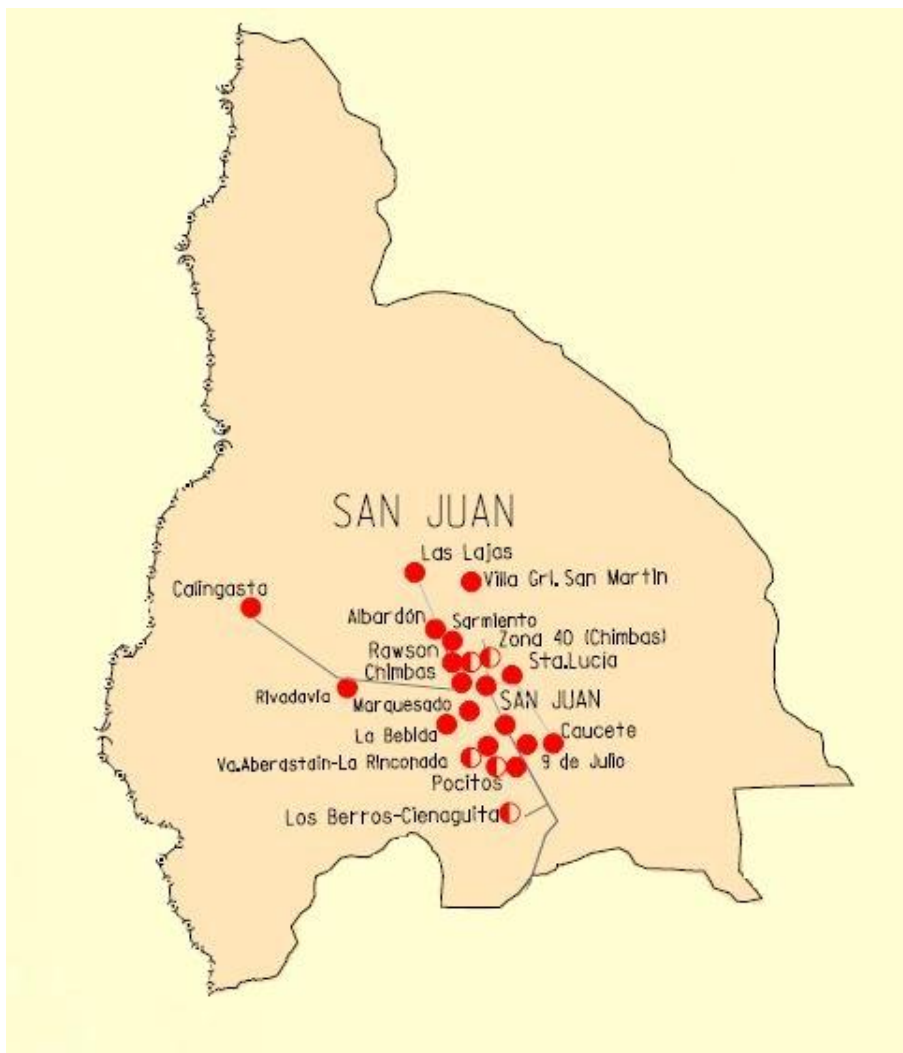 SAN JUAN
Las Lajas
Villa Grl. San Martin
Calingasta
Albardón
Sarmiento
Zona 40 (Chimbas)
Rawson
Sta.Lucia
Chimbas
Rivadavia
Marquesado
SAN JUAN
La Bebida
Caucete
Va.Aberastain-La Rinconada
9 de Julio
Pocitos
Los Berros-Cienaguita